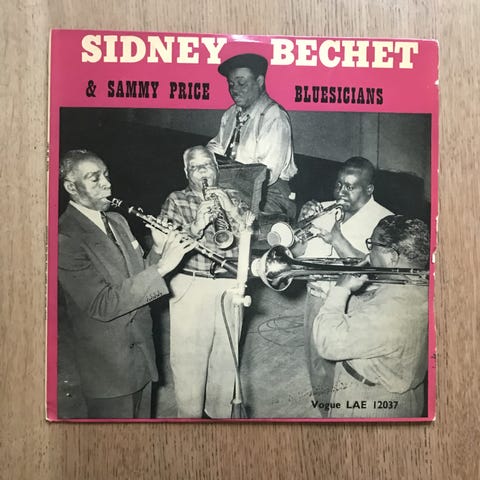 SIDNEY BECHET
& SAMMY PRICE BLUESICIANS
Vogue LAE 12037